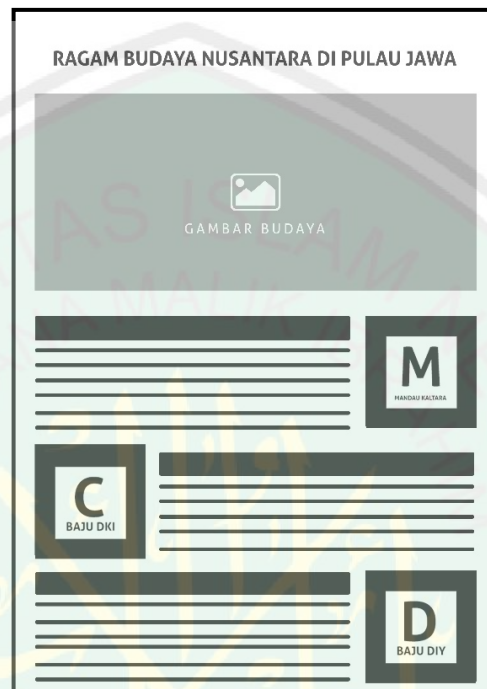 RAGAM BUDAYA NUSANTARA DI PULAU JAWA
GAMBAR BUDAYA
M
MANDAU KALTARA
C
BAJU DKI
D
BAJU DIY